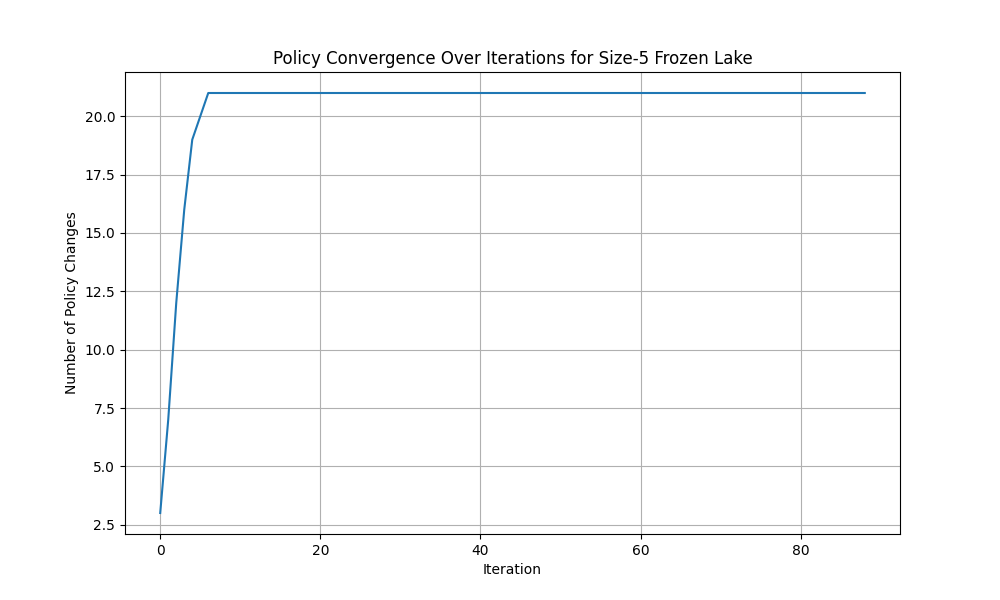 Policy Convergence Over Iterations for Size-5 Frozen Lake
20.0
17.5
15.0
12.5
10.0
7.5
5.0
2.5
Number of Policy Changes
0 20 40 60 80
Iteration